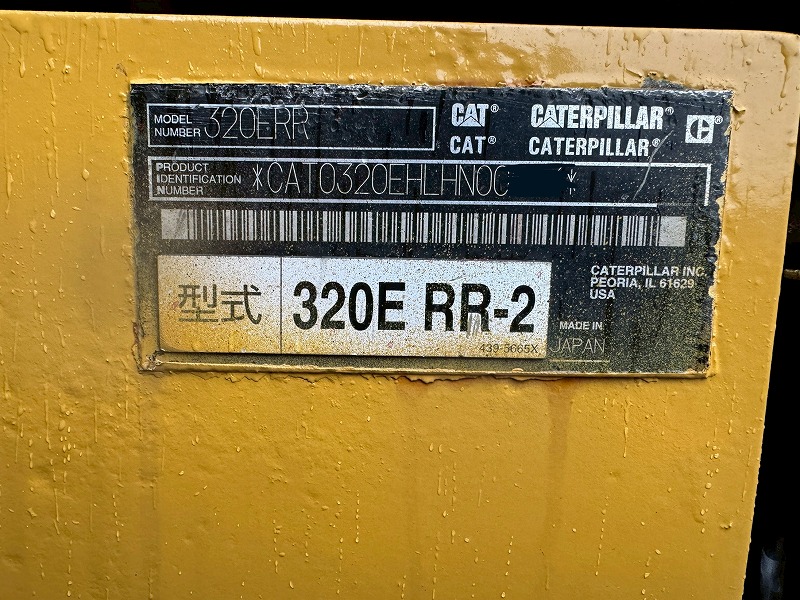 MODEL NUMBER 320ERR
CAT® CATERPILLAR®
CAT® CATERPILLAR®
PRODUCT IDENTIFICATION NUMBER *CAT0320EHLHN0C
型式 320E RR-2
439-5665X
CATERPILLAR INC.
PEORIA, IL 61629
USA
MADE IN
JAPAN